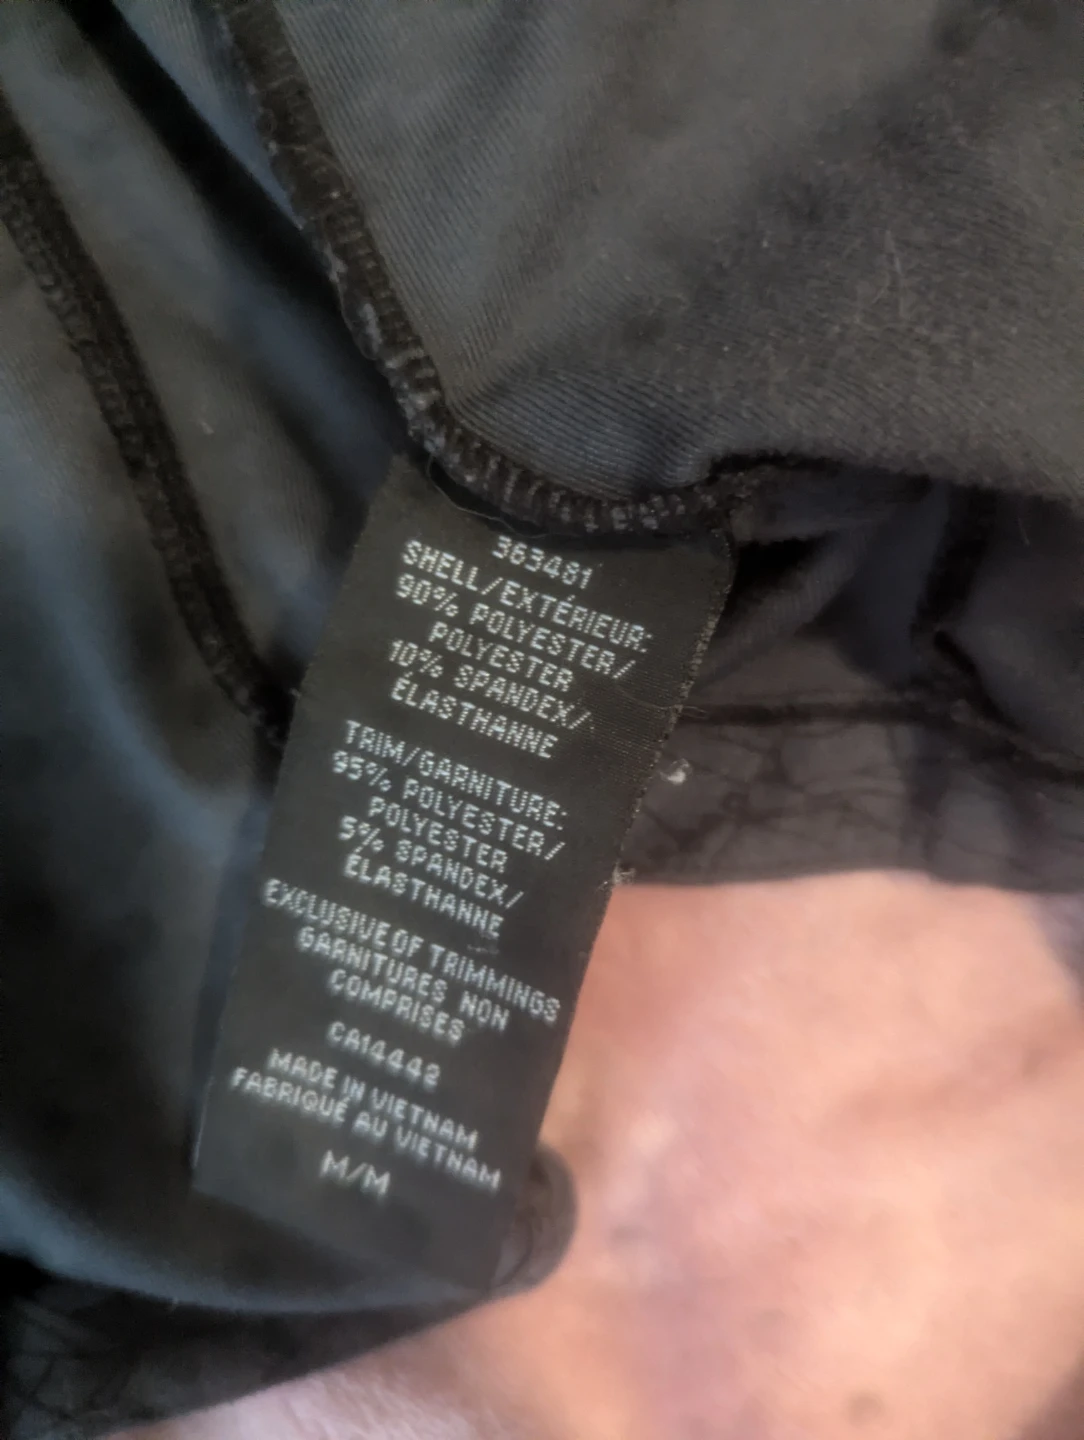 363481
SHELL/EXTÉRIEUR:
90% POLYESTER/
POLYESTER
10% SPANDEX/
ÉLASTHANNE
TRIM/GARNITURE:
95% POLYESTER/
POLYESTER
5% SPANDEX/
ÉLASTHANNE
EXCLUSIVE OF TRIMMINGS
GARNITURES NON
COMPRISES
CA14442
MADE IN VIETNAM
FABRIQUÉ AU VIETNAM
M/M